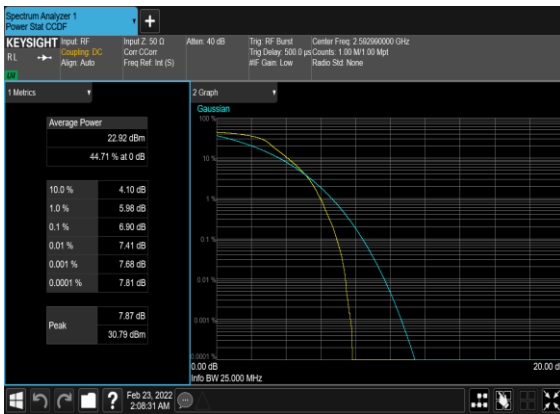 Spectrum Analyzer 1
Power Stat CCDF
+
KEYSIGHT
RL
LV
Input: RF
Coupling: DC
Align: Auto
Input Z: 50 Ω
Corr CCorr
Freq Ref: Int (S)
Atten: 40 dB
Trig: RF Burst
Trig Delay: 500.0 µs
#IF Gain: Low
Center Freq: 2.592990000 GHz
Counts: 1.00 M/1.00 Mpt
Radio Std: None
1 Metrics
Average Power
22.92 dBm
44.71 % at 0 dB
10.0 % 4.10 dB
1.0 % 5.98 dB
0.1 % 6.90 dB
0.01 % 7.41 dB
0.001 % 7.68 dB
0.0001 % 7.81 dB
Peak
7.87 dB
30.79 dBm
2 Graph
Gaussian
100 %
10 %
1 %
0.1 %
0.01 %
0.001 %
0.0001 %
0.00 dB
20.00 d
Info BW 25.000 MHz
?
Feb 23, 2022
2:08:31 AM